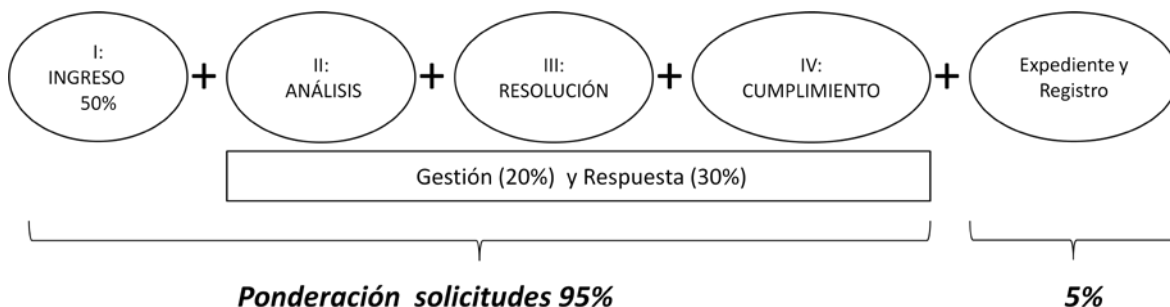 I:
INGRESO
50%
+
II:
ANÁLISIS
+
III:
RESOLUCIÓN
+
IV:
CUMPLIMIENTO
+
Expediente y
Registro
Gestión (20%) y Respuesta (30%)
Ponderación solicitudes 95%
5%